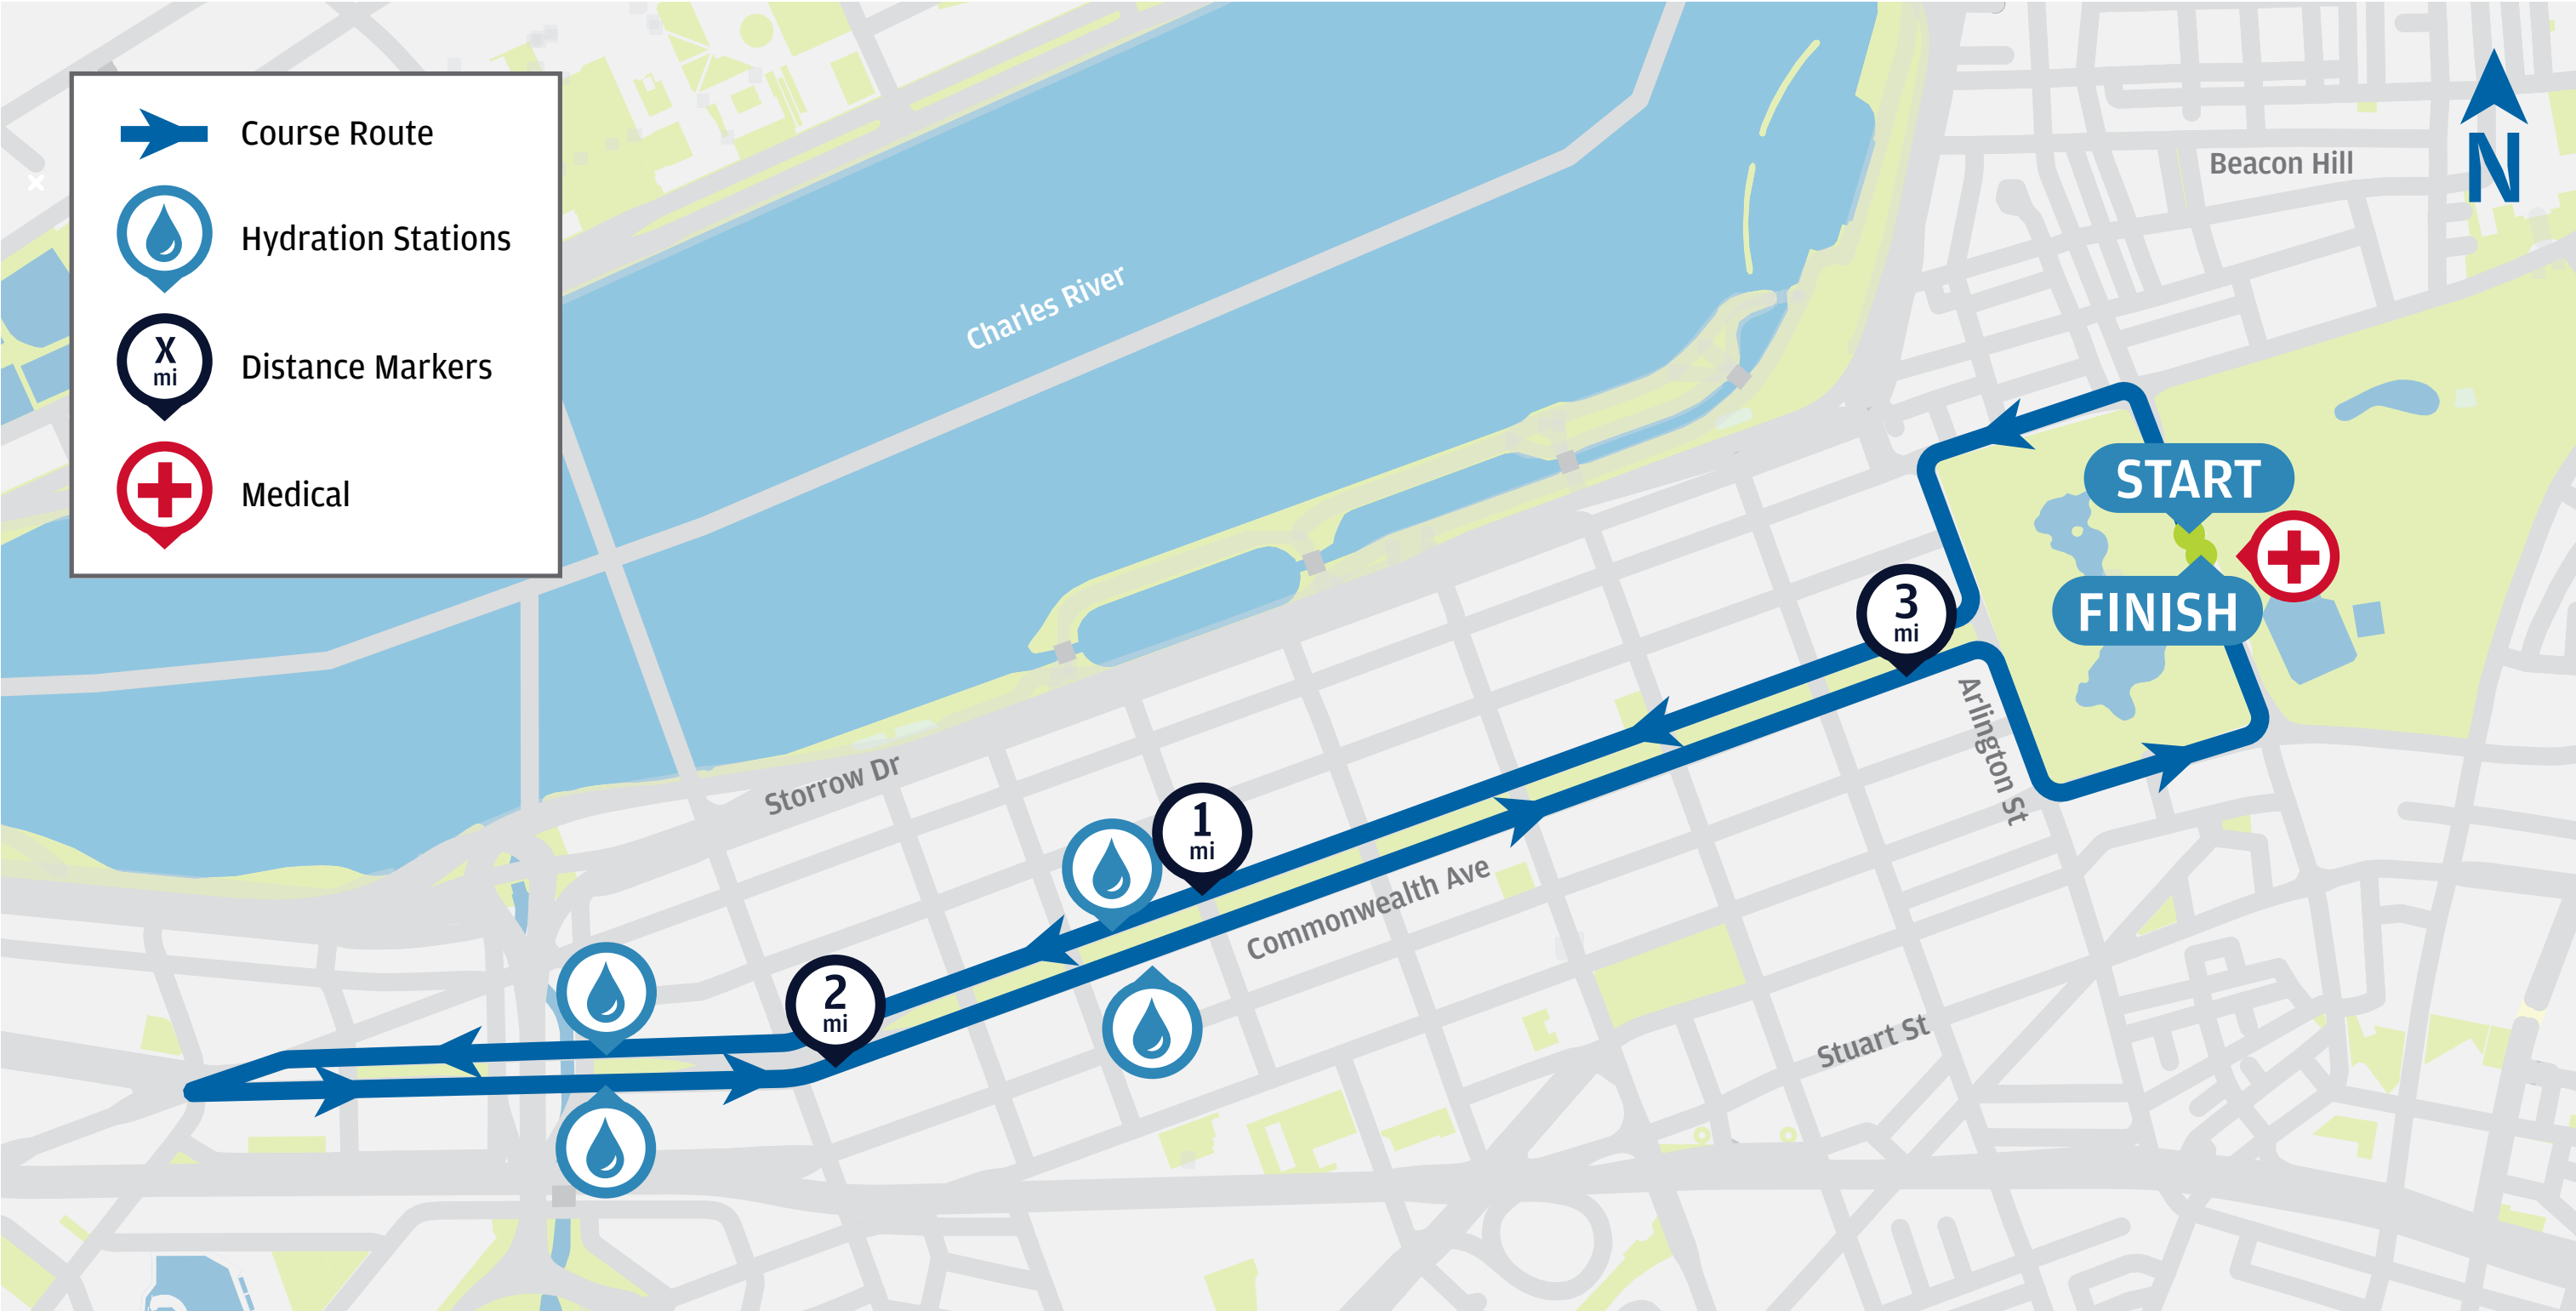 Course Route
Hydration Stations
X
mi
Distance Markers
Medical
N
Beacon Hill
Charles River
START
FINISH
3
mi
Arlington St
Storrow Dr
1
mi
Commonwealth Ave
2
mi
Stuart St